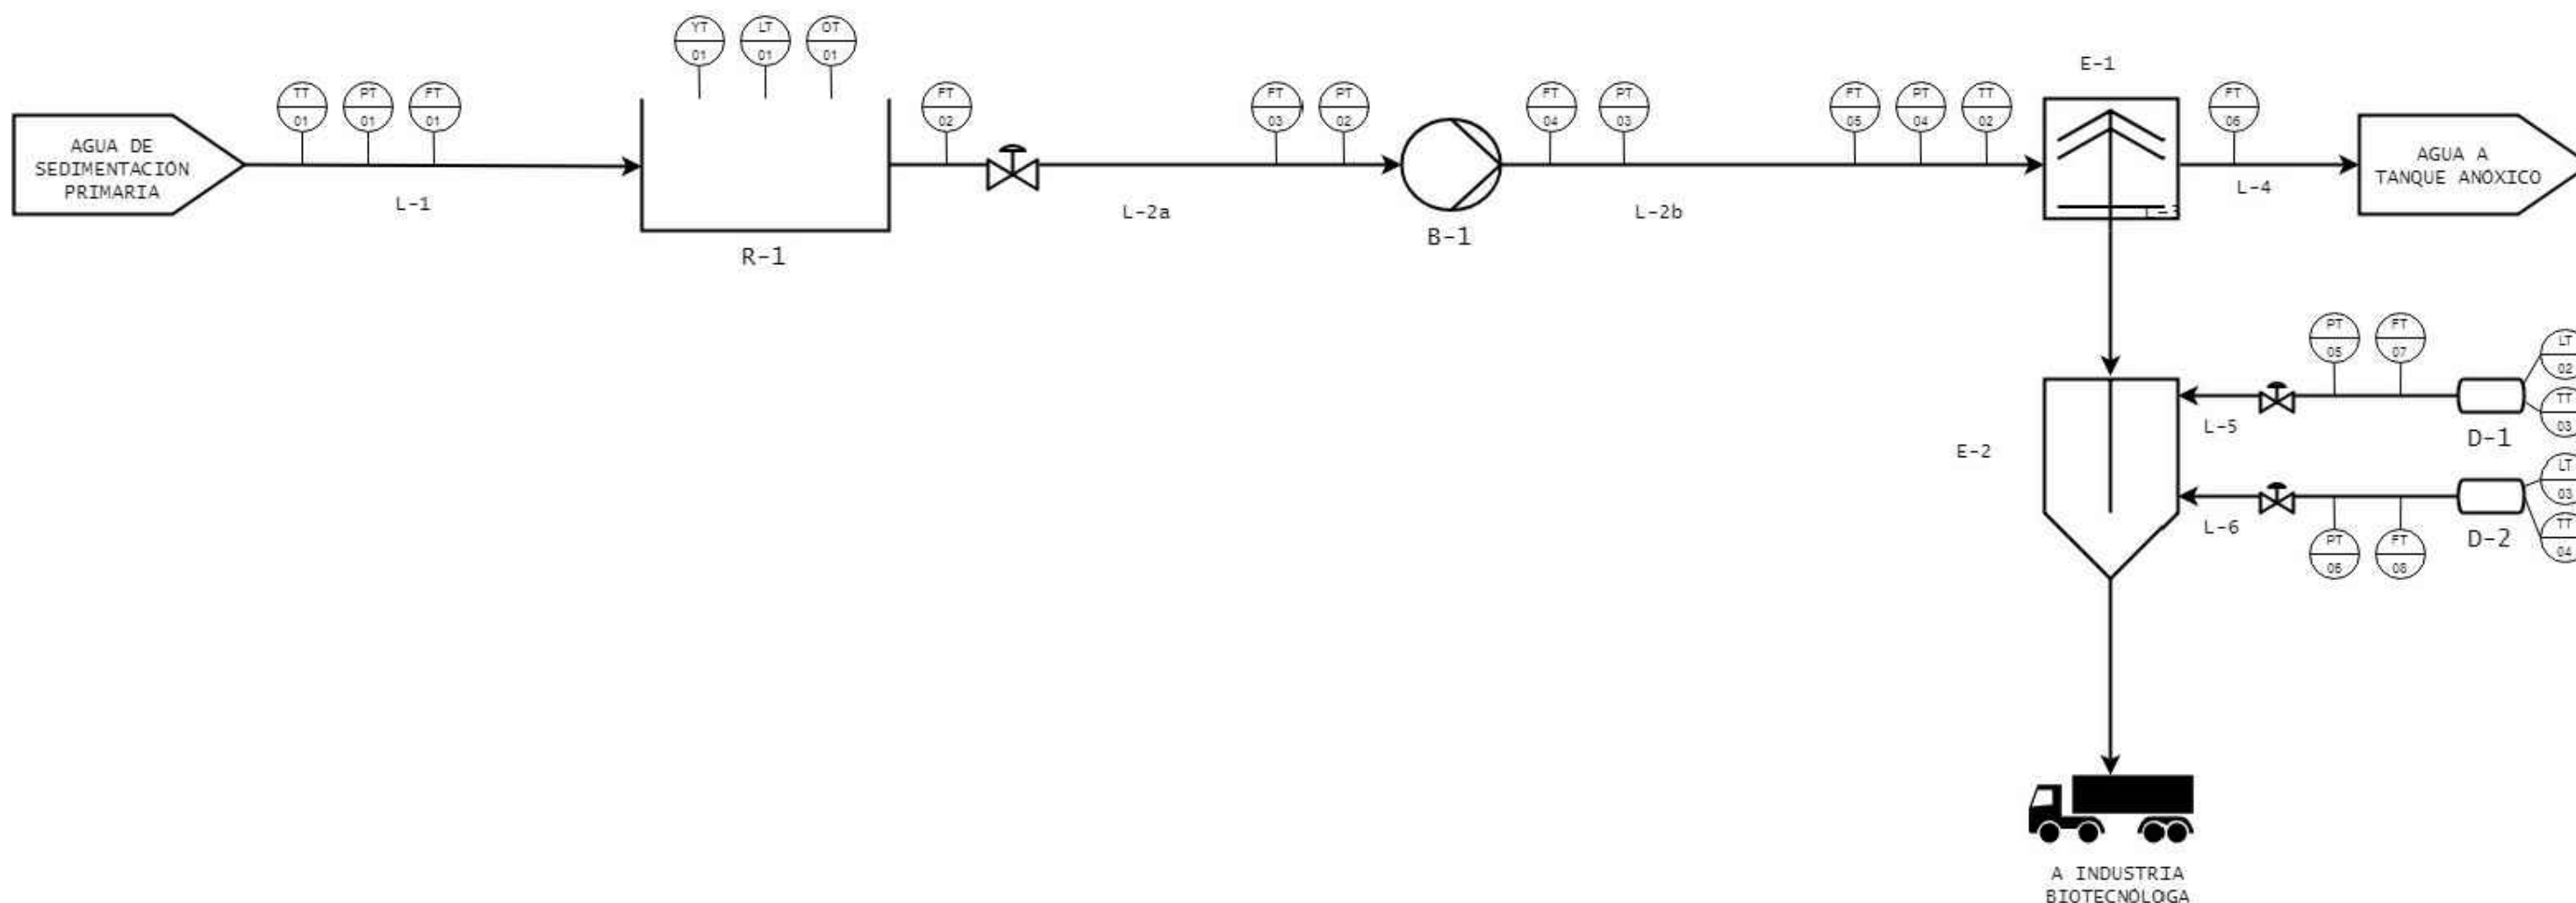 YT
01
LT
01
OT
01
E-1
TT
01
PT
01
FT
01
FT
02
FT
03
PT
02
FT
04
PT
03
FT
05
PT
04
TT
02
FT
06
AGUA DE
SEDIMENTACIÓN
PRIMARIA
AGUA A
TANQUE ANÓXICO
L-1
L-2a
L-2b
L-3
L-4
R-1
B-1
PT
05
FT
07
LT
02
TT
03
L-5
D-1
E-2
LT
03
TT
04
L-6
D-2
PT
06
FT
08
A INDUSTRIA
BIOTECNÓLOGA